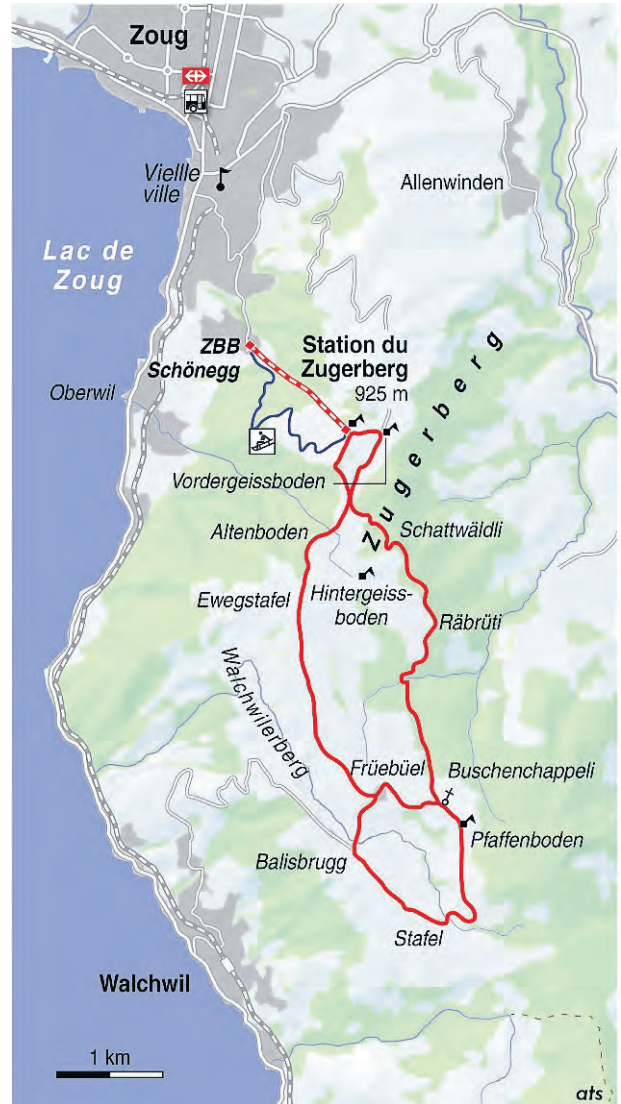 Zoug
Viellle
ville
Allenwinden
Lac de
Zoug
ZBB
Schönegg
Station du
Zugerberg
925 m
Oberwil
Zugerberg
Vordergeissboden
Altenboden
Schattwäldli
Hintergeiss-
boden
Ewegstafel
Räbrüti
Walchwilerberg
Früebüel
Buschenchappeli
Pfaffenboden
Balisbrugg
Stafel
Walchwil
1 km
ats